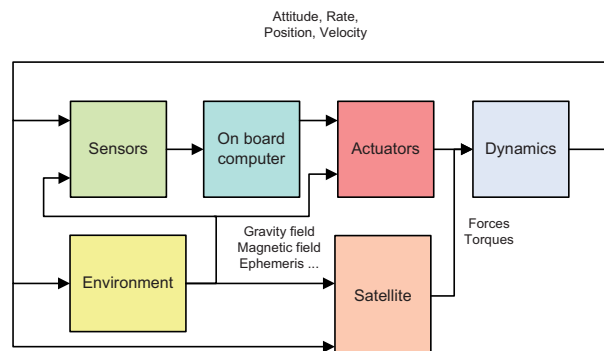 Attitude, Rate,
Position, Velocity
Sensors
On board
computer
Actuators
Dynamics
Gravity field
Magnetic field
Ephemeris ...
Forces
Torques
Environment
Satellite